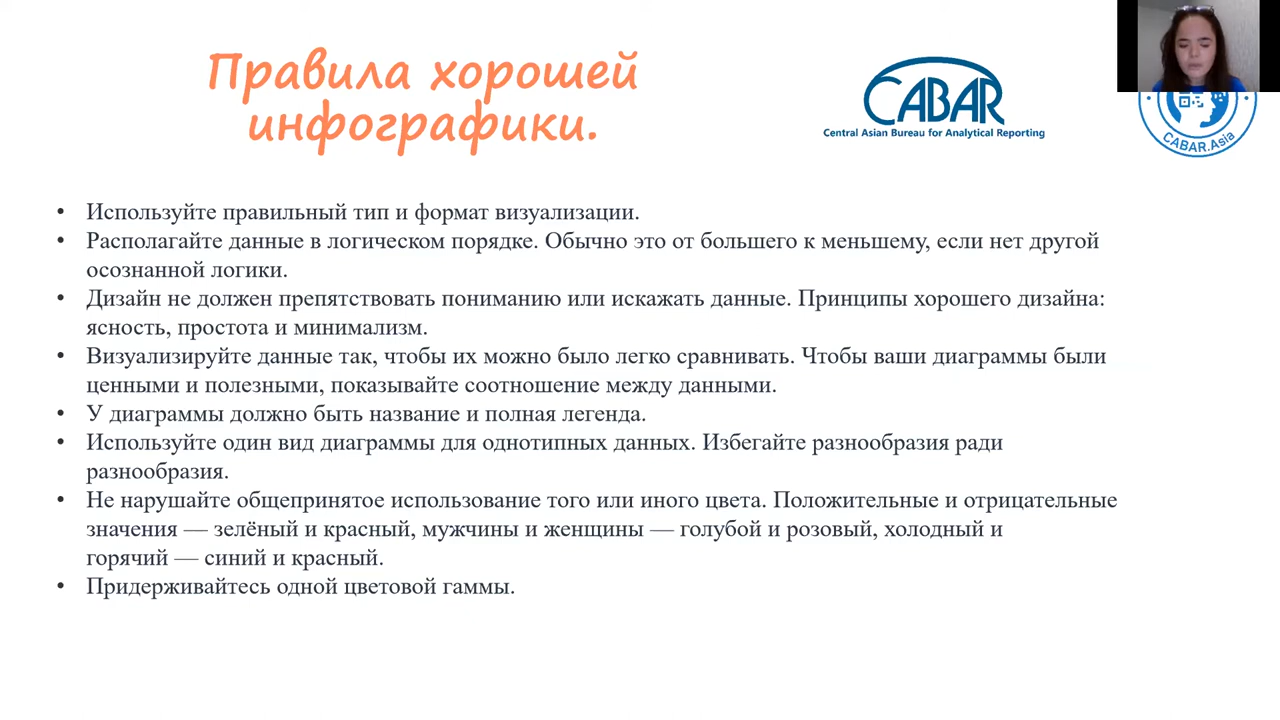 Правила хорошей
инфографики.
CABAR
Central Asian Bureau for Analytical Reporting
CABAR.Asia
• Используйте правильный тип и формат визуализации.
• Располагайте данные в логическом порядке. Обычно это от большего к меньшему, если нет другой
осознанной логики.
• Дизайн не должен препятствовать пониманию или искажать данные. Принципы хорошего дизайна:
ясность, простота и минимализм.
• Визуализируйте данные так, чтобы их можно было легко сравнивать. Чтобы ваши диаграммы были
ценными и полезными, показывайте соотношение между данными.
• У диаграммы должно быть название и полная легенда.
• Используйте один вид диаграммы для однотипных данных. Избегайте разнообразия ради
разнообразия.
• Не нарушайте общепринятое использование того или иного цвета. Положительные и отрицательные
значения — зелёный и красный, мужчины и женщины — голубой и розовый, холодный и
горячий — синий и красный.
• Придерживайтесь одной цветовой гаммы.